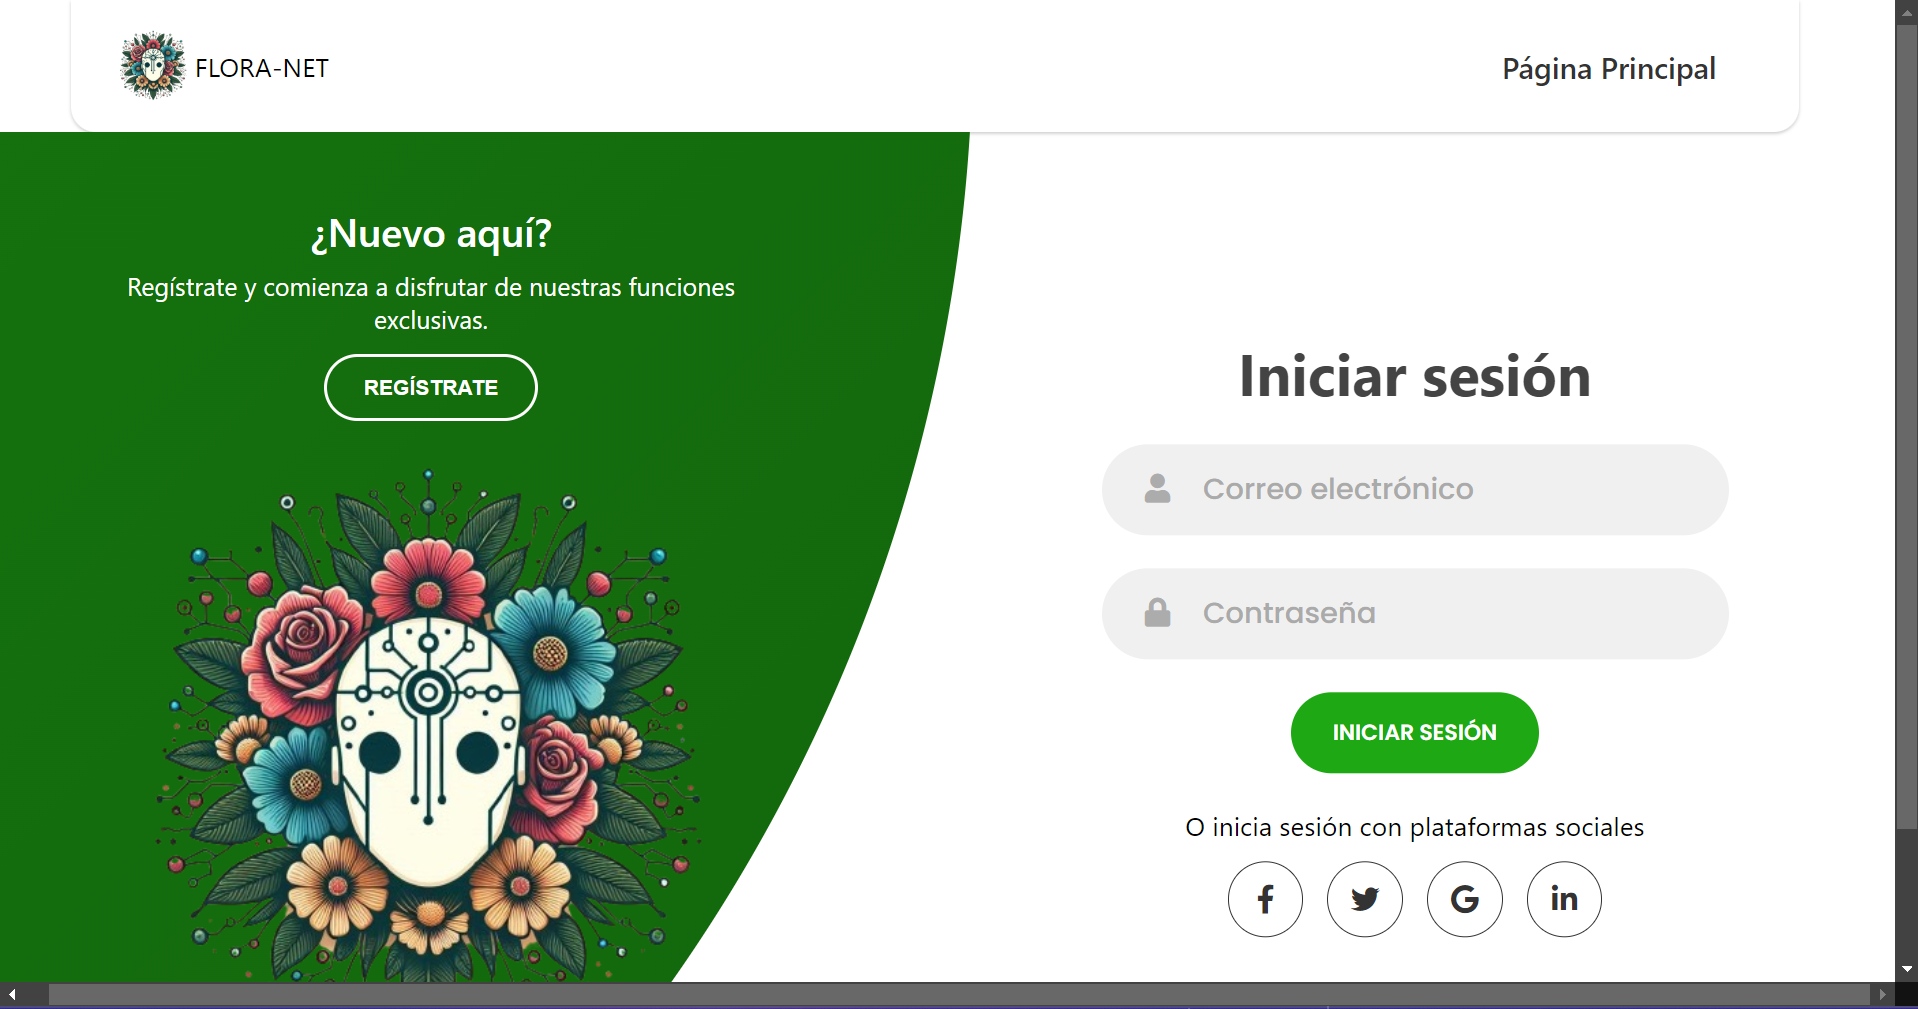 FLORA-NET
Página Principal
¿Nuevo aquí?
Regístrate y comienza a disfrutar de nuestras funciones
exclusivas.
REGÍSTRATE
Iniciar sesión
Correo electrónico
Contraseña
INICIAR SESIÓN
O inicia sesión con plataformas sociales